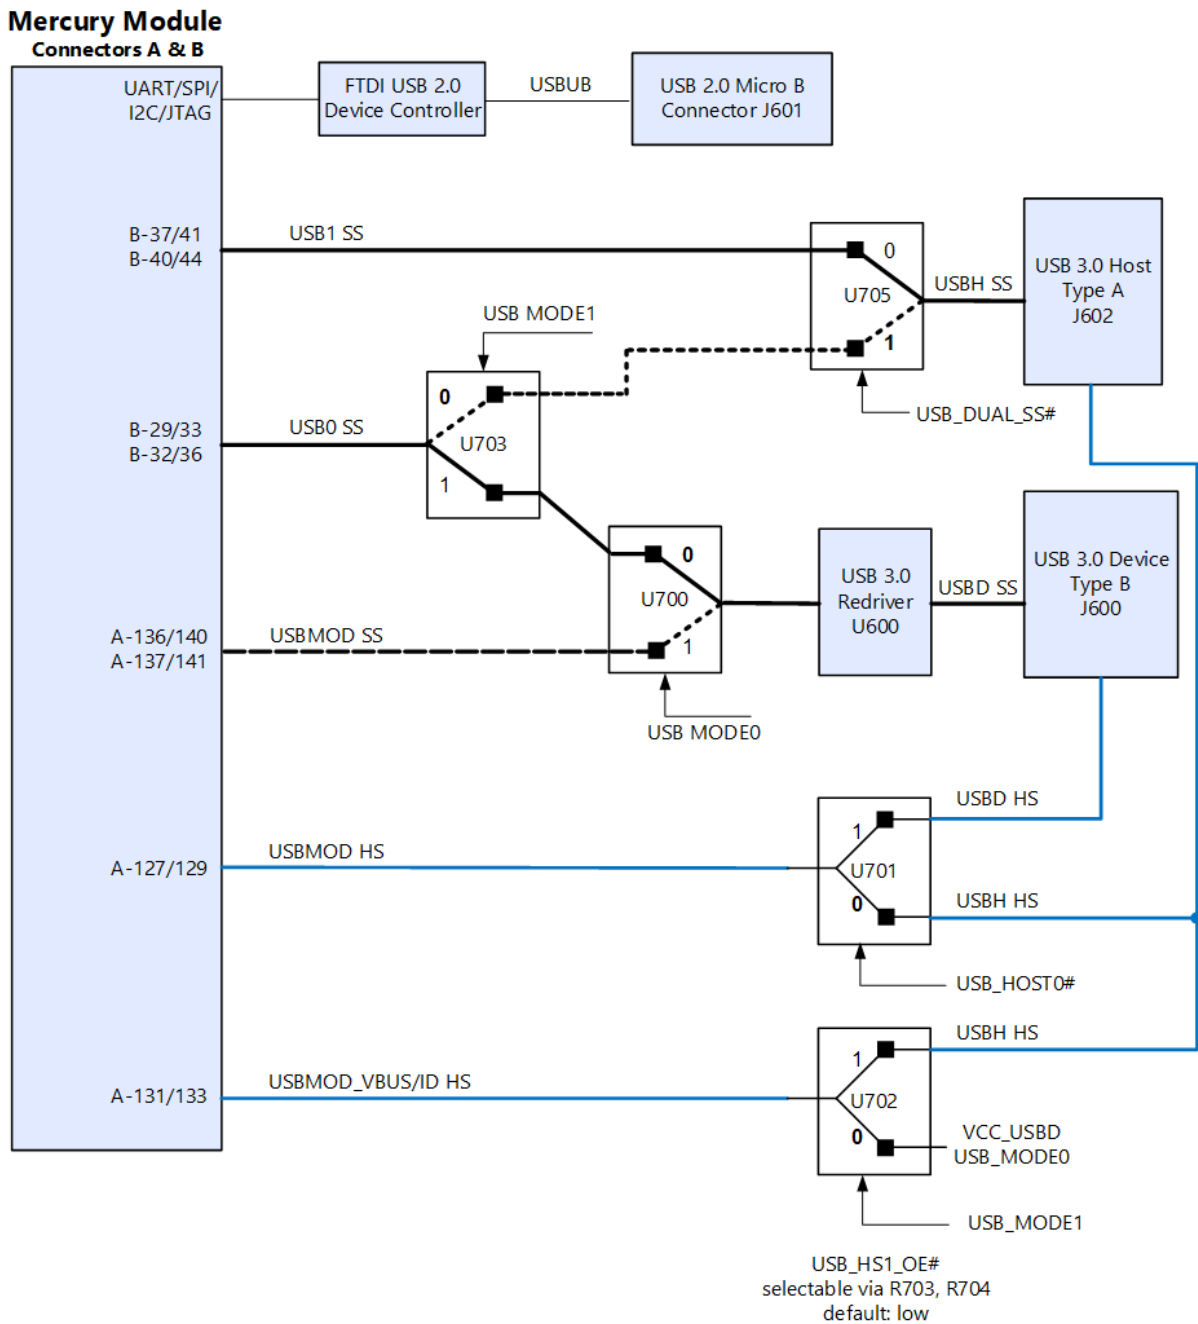 Mercury Module
Connectors A & B
UART/SPI/
I2C/JTAG
FTDI USB 2.0
Device Controller
USBUB
USB 2.0 Micro B
Connector J601
B-37/41
B-40/44
USB1 SS
0
U705
1
USBH SS
USB 3.0 Host
Type A
J602
USB_DUAL_SS#
USB MODE1
B-29/33
B-32/36
USB0 SS
0
U703
1
0
U700
1
USB MODE0
USB 3.0
Redriver
U600
USBD SS
USB 3.0 Device
Type B
J600
A-136/140
A-137/141
USBMOD SS
A-127/129
USBMOD HS
1
U701
0
USBD HS
USBH HS
USB_HOST0#
A-131/133
USBMOD_VBUS/ID HS
1
U702
0
USBH HS
VCC_USBD
USB_MODE0
USB_MODE1
USB_HS1_OE#
selectable via R703, R704
default: low